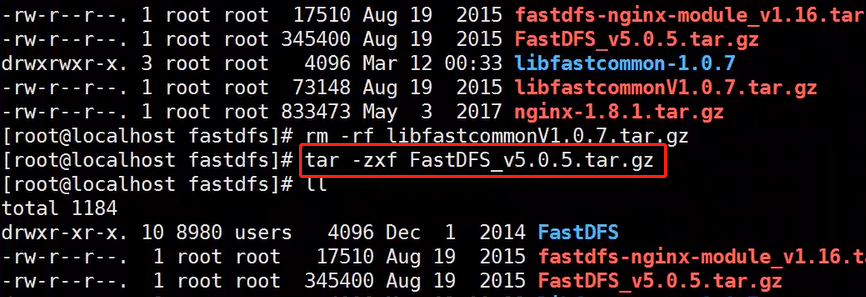 -rw-r--r--. 1 root root  17510 Aug 19  2015 fastdfs-nginx-module_v1.16.tar
-rw-r--r--. 1 root root 345400 Aug 19  2015 FastDFS_v5.0.5.tar.gz
drwxrwxr-x. 3 root root   4096 Mar 12 00:33 libfastcommon-1.0.7
-rw-r--r--. 1 root root  73148 Aug 19  2015 libfastcommonV1.0.7.tar.gz
-rw-r--r--. 1 root root 833473 May  3  2017 nginx-1.8.1.tar.gz
[root@localhost fastdfs]# rm -rf libfastcommonV1.0.7.tar.gz
[root@localhost fastdfs]# tar -zxf FastDFS_v5.0.5.tar.gz
[root@localhost fastdfs]# ll
total 1184
drwxr-xr-x. 10 8980 users   4096 Dec  1  2014 FastDFS
-rw-r--r--.  1 root root   17510 Aug 19  2015 fastdfs-nginx-module_v1.16.ta
-rw-r--r--.  1 root root  345400 Aug 19  2015 FastDFS_v5.0.5.tar.gz